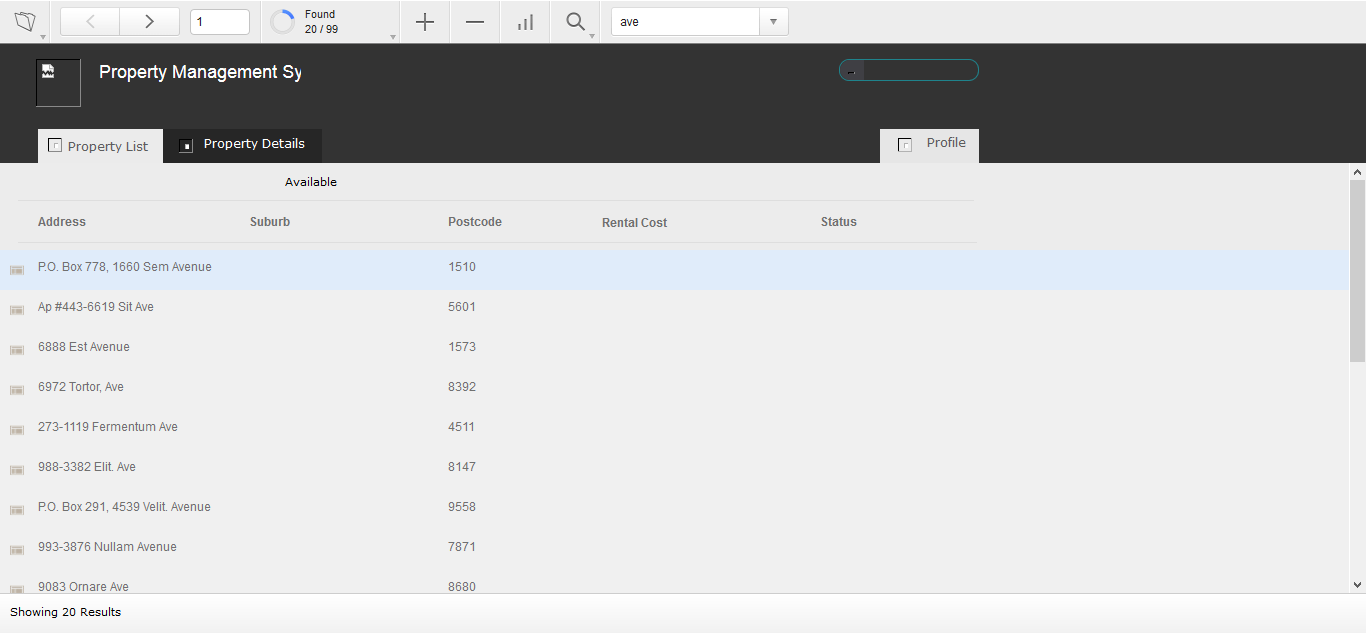 1
Found
20 / 99
ave
Property Management Sy
Property List
Property Details
Profile
Available
Address Suburb Postcode Rental Cost Status
P.O. Box 778, 1660 Sem Avenue 1510
Ap #443-6619 Sit Ave 5601
6888 Est Avenue 1573
6972 Tortor, Ave 8392
273-1119 Fermentum Ave 4511
988-3382 Elit. Ave 8147
P.O. Box 291, 4539 Velit. Avenue 9558
993-3876 Nullam Avenue 7871
9083 Ornare Ave 8680
Showing 20 Results